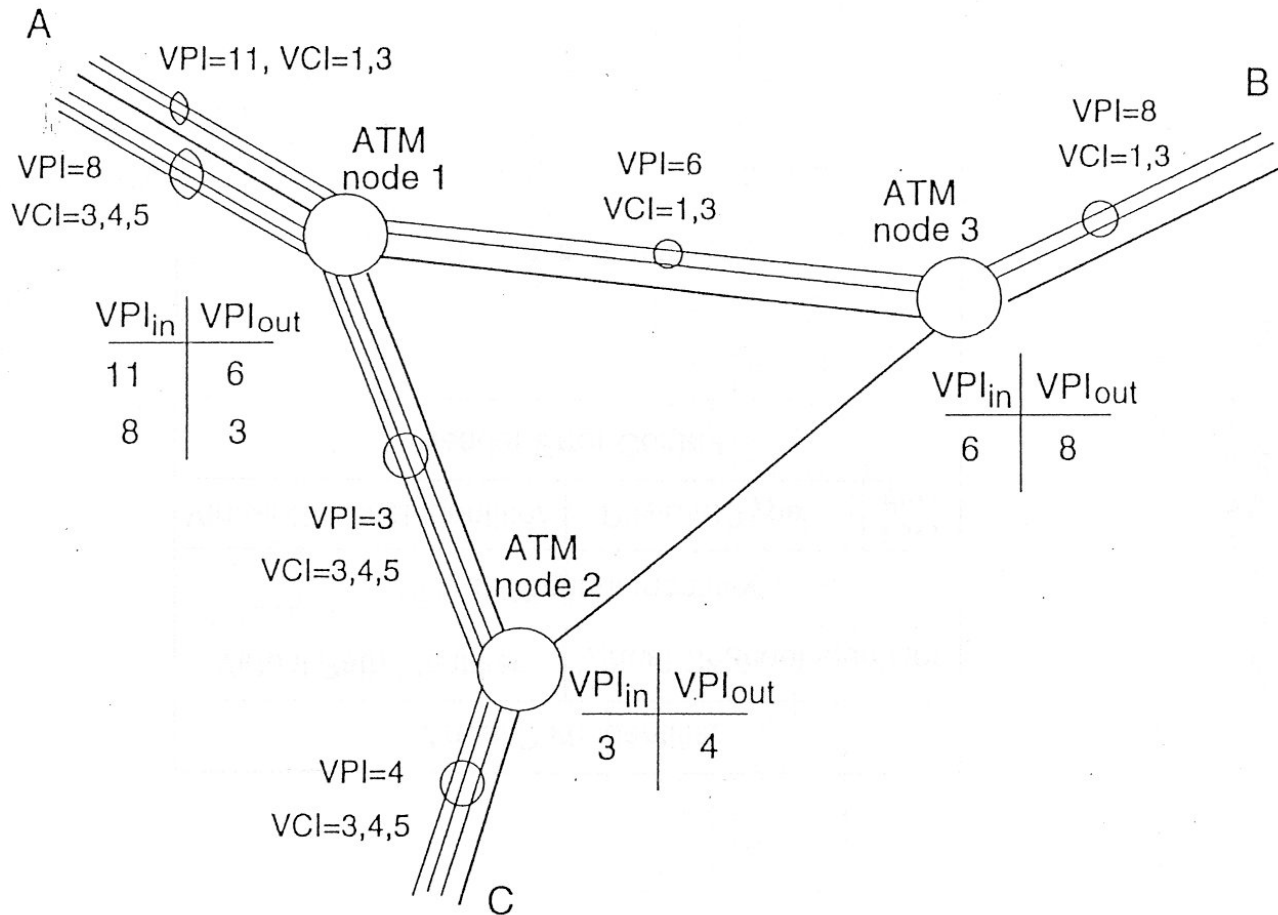 A
VPI=11, VCI=1,3
B
VPI=8
VCI=1,3
ATM
node 1
VPI=8
VCI=3,4,5
VPI=6
VCI=1,3
ATM
node 3
VPIin VPIout
11 6
8 3
VPIin VPIout
6 8
VPI=3
VCI=3,4,5
ATM
node 2
VPIin VPIout
3 4
VPI=4
VCI=3,4,5
C